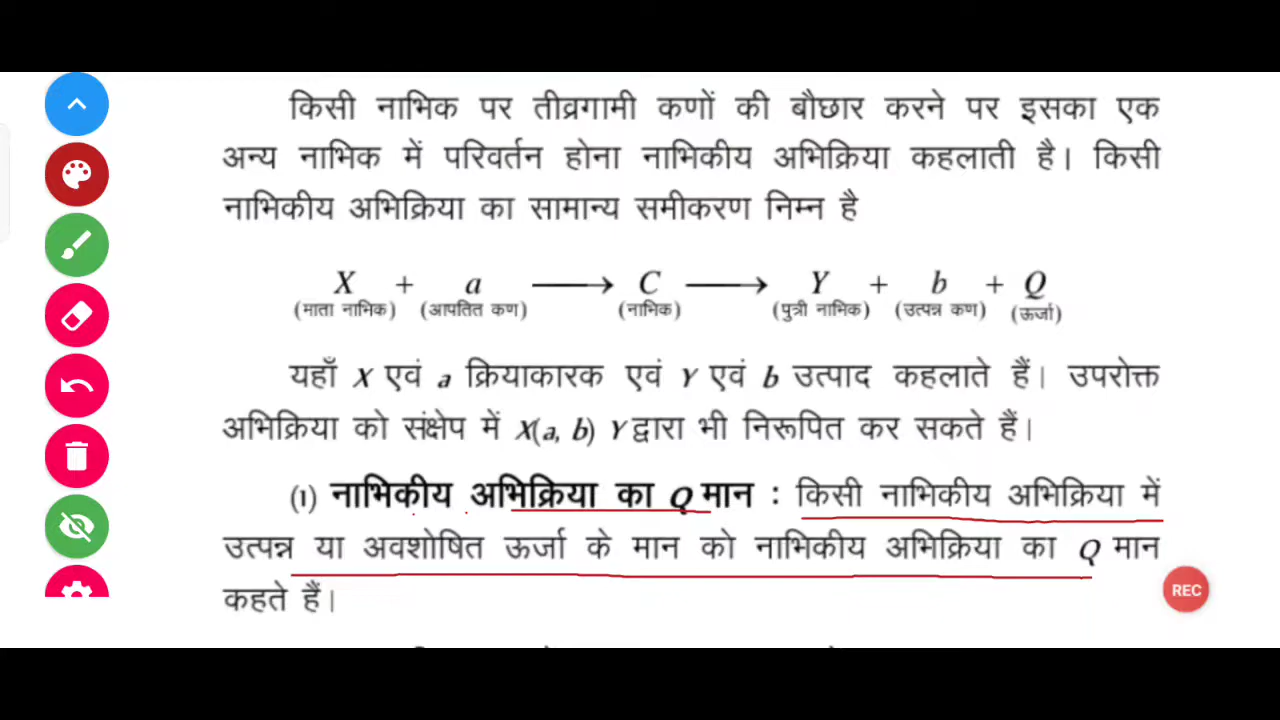 किसी नाभिक पर तीव्रगामी कणों की बौछार करने पर इसका एक
अन्य नाभिक में परिवर्तन होना नाभिकीय अभिक्रिया कहलाती है। किसी
नाभिकीय अभिक्रिया का सामान्य समीकरण निम्न है
X + a ⟶ C ⟶ Y + b + Q
(माता नाभिक) (आपतित कण) (नाभिक) (पुत्री नाभिक) (उत्पन्न कण) (ऊर्जा)
यहाँ X एवं a क्रियाकारक एवं Y एवं b उत्पाद कहलाते हैं। उपरोक्त
अभिक्रिया को संक्षेप में X(a, b) Y द्वारा भी निरूपित कर सकते हैं।
(1) नाभिकीय अभिक्रिया का Q मान : किसी नाभिकीय अभिक्रिया में
उत्पन्न या अवशोषित ऊर्जा के मान को नाभिकीय अभिक्रिया का Q मान
कहते हैं।
REC